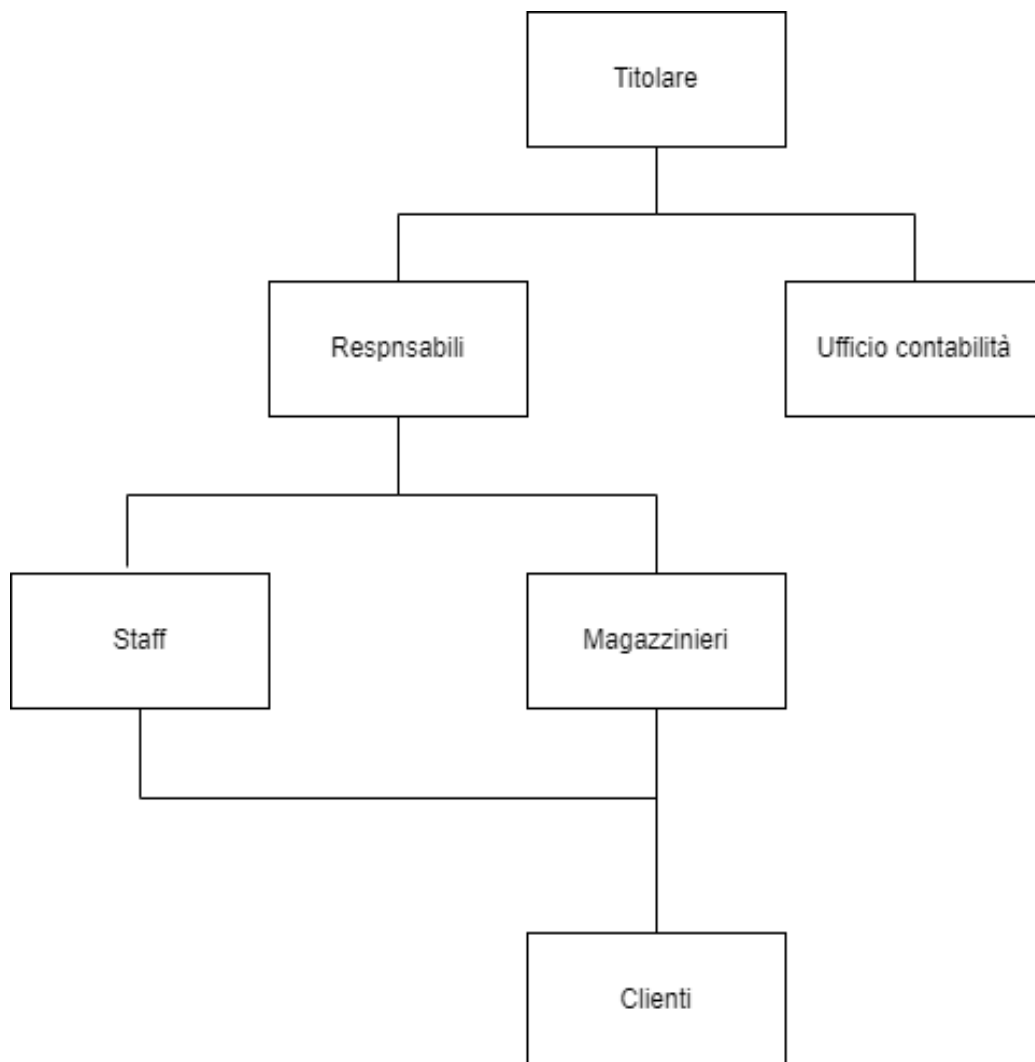 Titolare
Respnsabili
Ufficio contabilità
Staff
Magazzinieri
Clienti